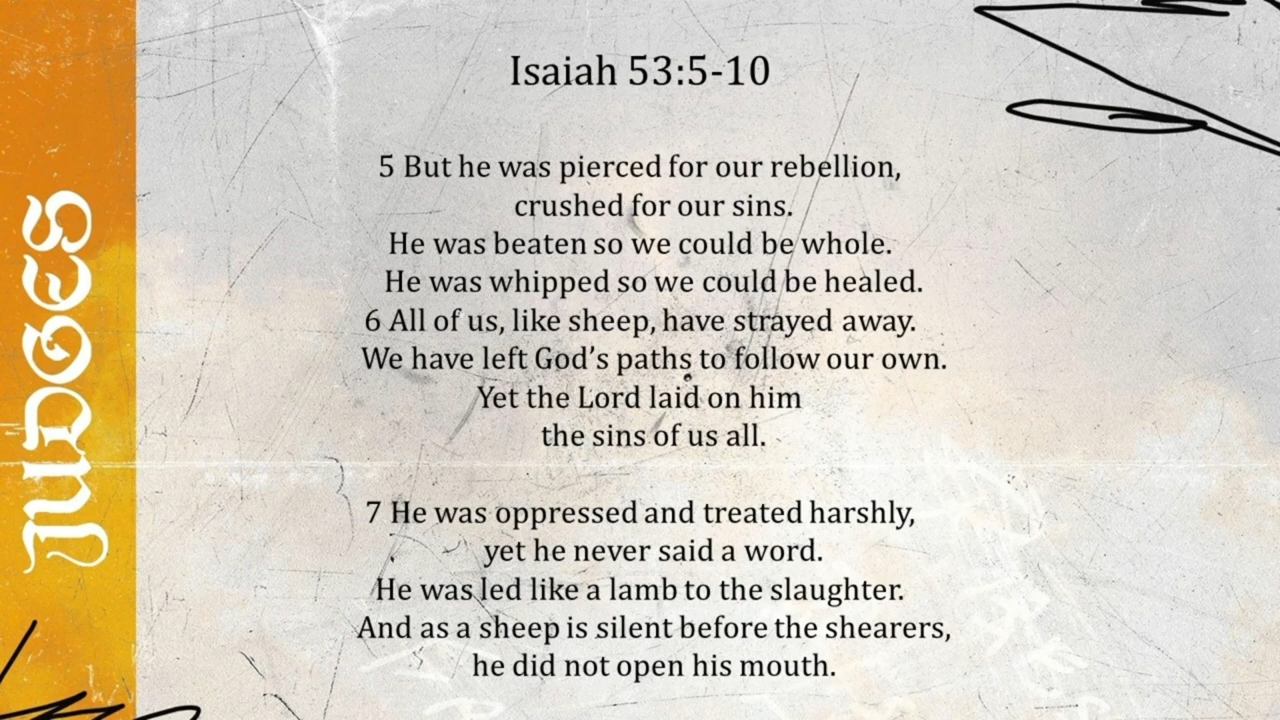 JUDGES
Isaiah 53:5-10
5 But he was pierced for our rebellion,
crushed for our sins.
He was beaten so we could be whole.
He was whipped so we could be healed.
6 All of us, like sheep, have strayed away.
We have left God’s paths to follow our own.
Yet the Lord laid on him
the sins of us all.
7 He was oppressed and treated harshly,
yet he never said a word.
He was led like a lamb to the slaughter.
And as a sheep is silent before the shearers,
he did not open his mouth.